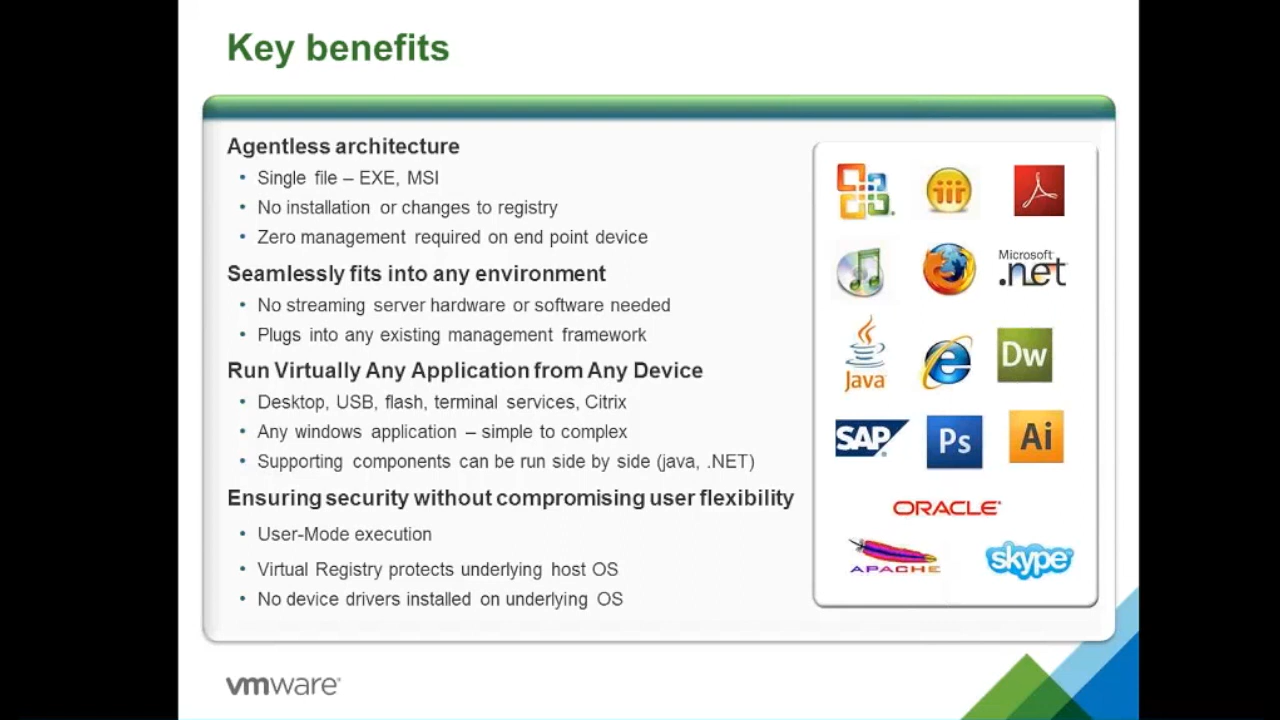 Key benefits
Agentless architecture
• Single file – EXE, MSI
• No installation or changes to registry
• Zero management required on end point device
Seamlessly fits into any environment
• No streaming server hardware or software needed
• Plugs into any existing management framework
Run Virtually Any Application from Any Device
• Desktop, USB, flash, terminal services, Citrix
• Any windows application – simple to complex
• Supporting components can be run side by side (java, .NET)
Ensuring security without compromising user flexibility
• User-Mode execution
• Virtual Registry protects underlying host OS
• No device drivers installed on underlying OS
Microsoft
.net
Java
Dw
SAP
Ps
Ai
ORACLE
APACHE
skype
vmware